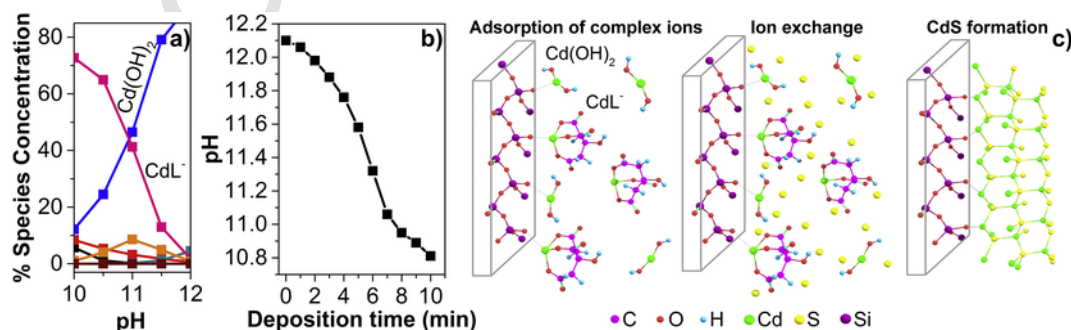 a)
% Species Concentration
80
60
40
20
0
10
11
12
pH
Cd(OH)2
CdL-
b)
pH
12.0
11.8
11.6
11.4
11.2
11.0
10.8
0
2
4
6
8
10
Deposition time (min)
Adsorption of complex ions
Ion exchange
CdS formation
c)
Cd(OH)2
CdL-
C
O
H
Cd
S
Si